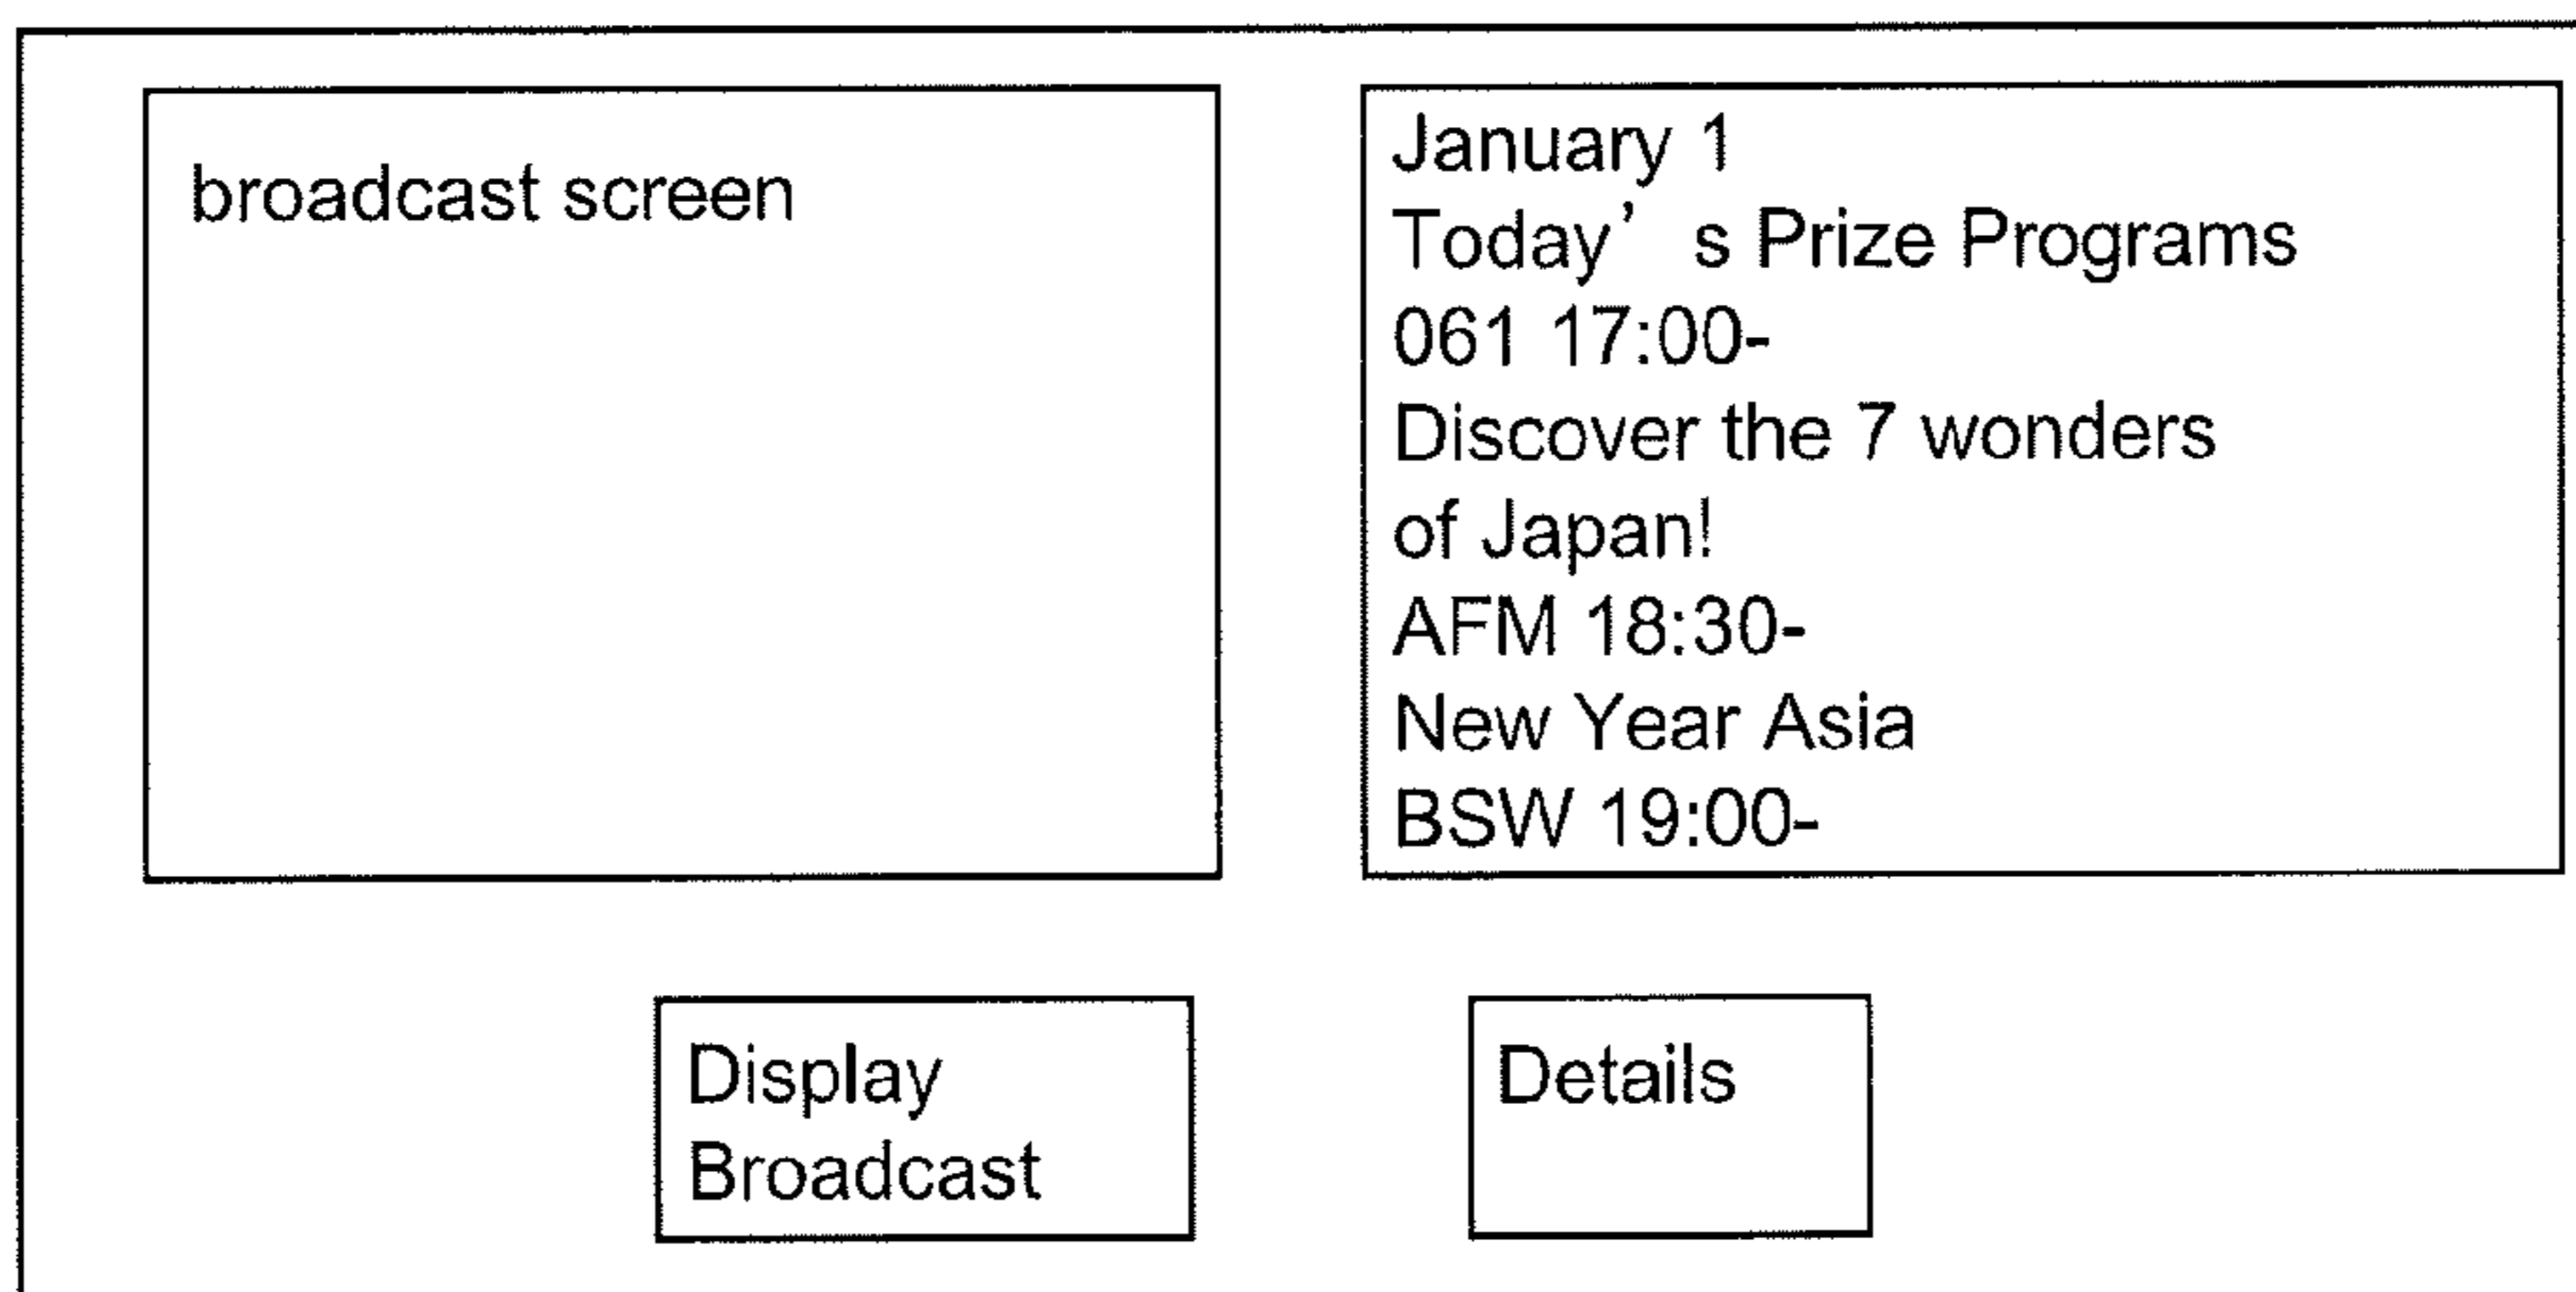 broadcast screen
January 1
Today’s Prize Programs
061 17:00-
Discover the 7 wonders
of Japan!
AFM 18:30-
New Year Asia
BSW 19:00-
Display
Broadcast
Details